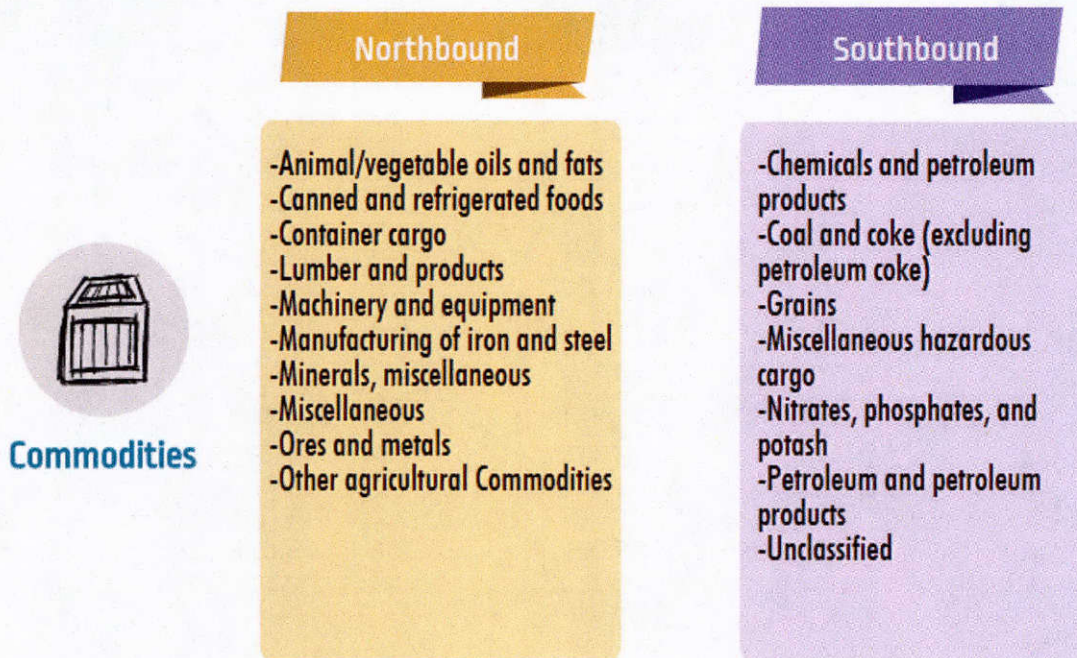 Northbound
-Animal/vegetable oils and fats
-Canned and refrigerated foods
-Container cargo
-Lumber and products
-Machinery and equipment
-Manufacturing of iron and steel
-Minerals, miscellaneous
-Miscellaneous
-Ores and metals
-Other agricultural Commodities
Southbound
-Chemicals and petroleum
products
-Coal and coke (excluding
petroleum coke)
-Grains
-Miscellaneous hazardous
cargo
-Nitrates, phosphates, and
potash
-Petroleum and petroleum
products
-Unclassified
Commodities